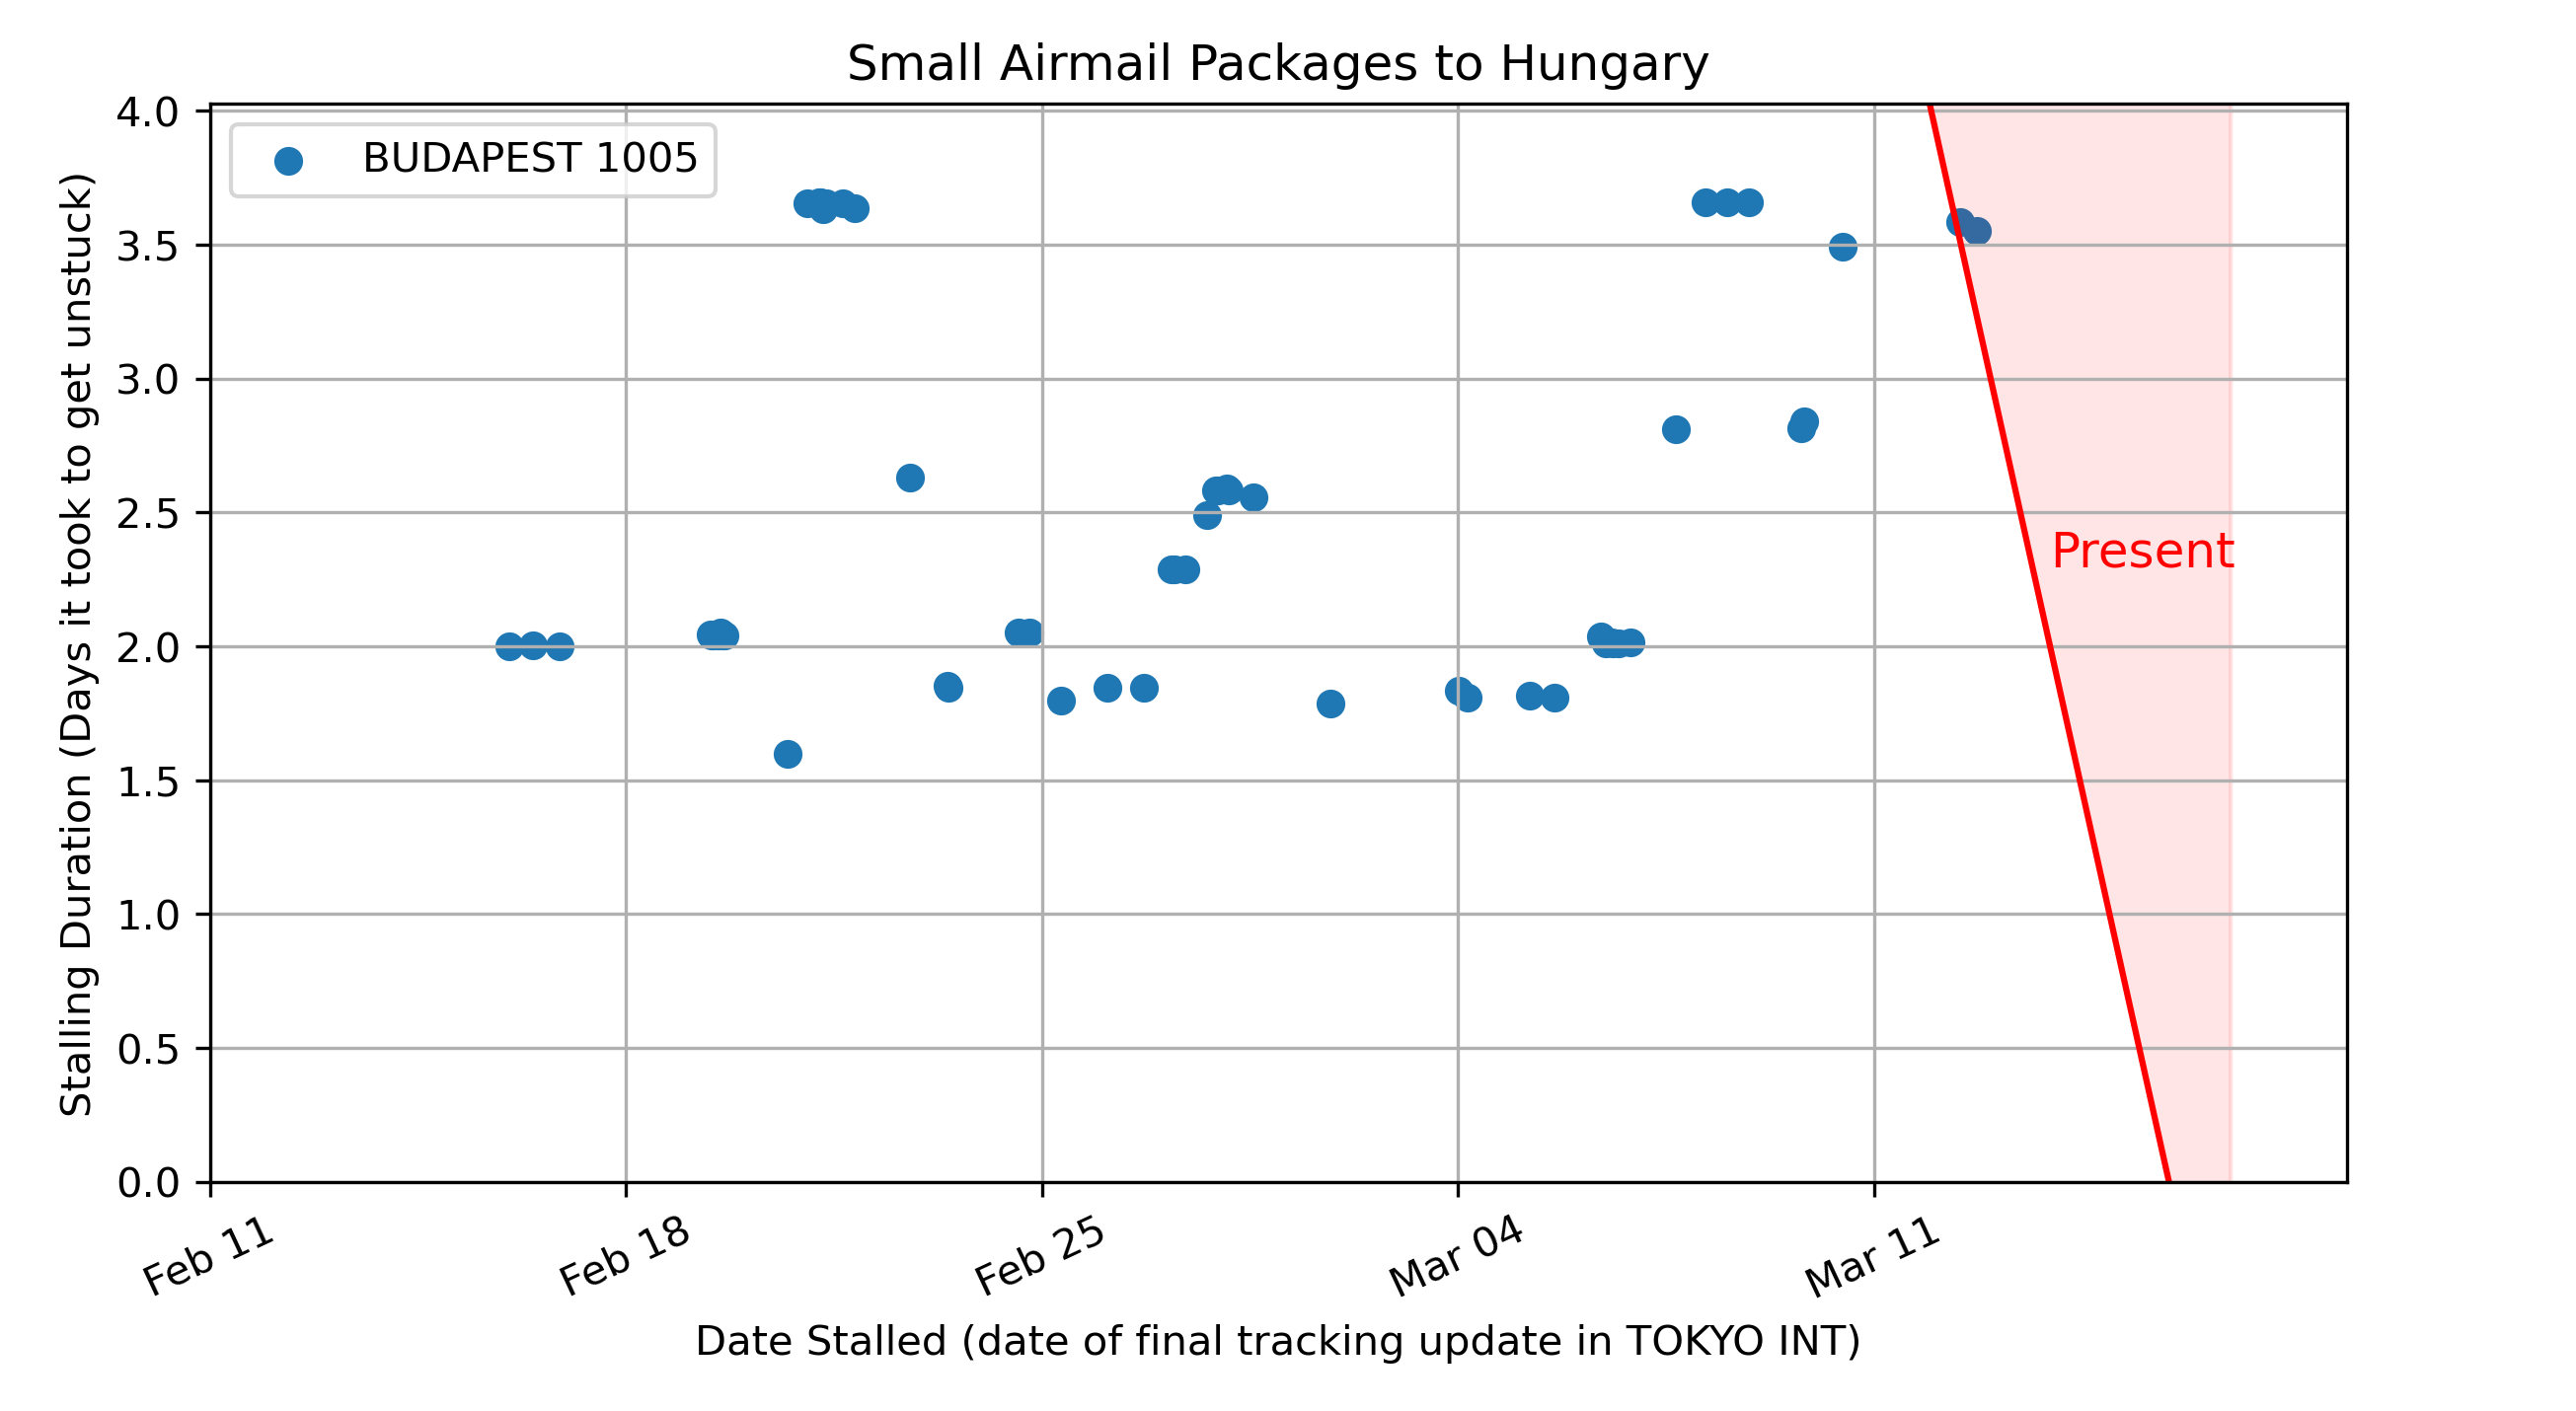 Small Airmail Packages to Hungary
4.0
3.5
3.0
2.5
2.0
1.5
1.0
0.5
0.0
Stalling Duration (Days it took to get unstuck)
BUDAPEST 1005
Present
Feb 11
Feb 18
Feb 25
Mar 04
Mar 11
Date Stalled (date of final tracking update in TOKYO INT)